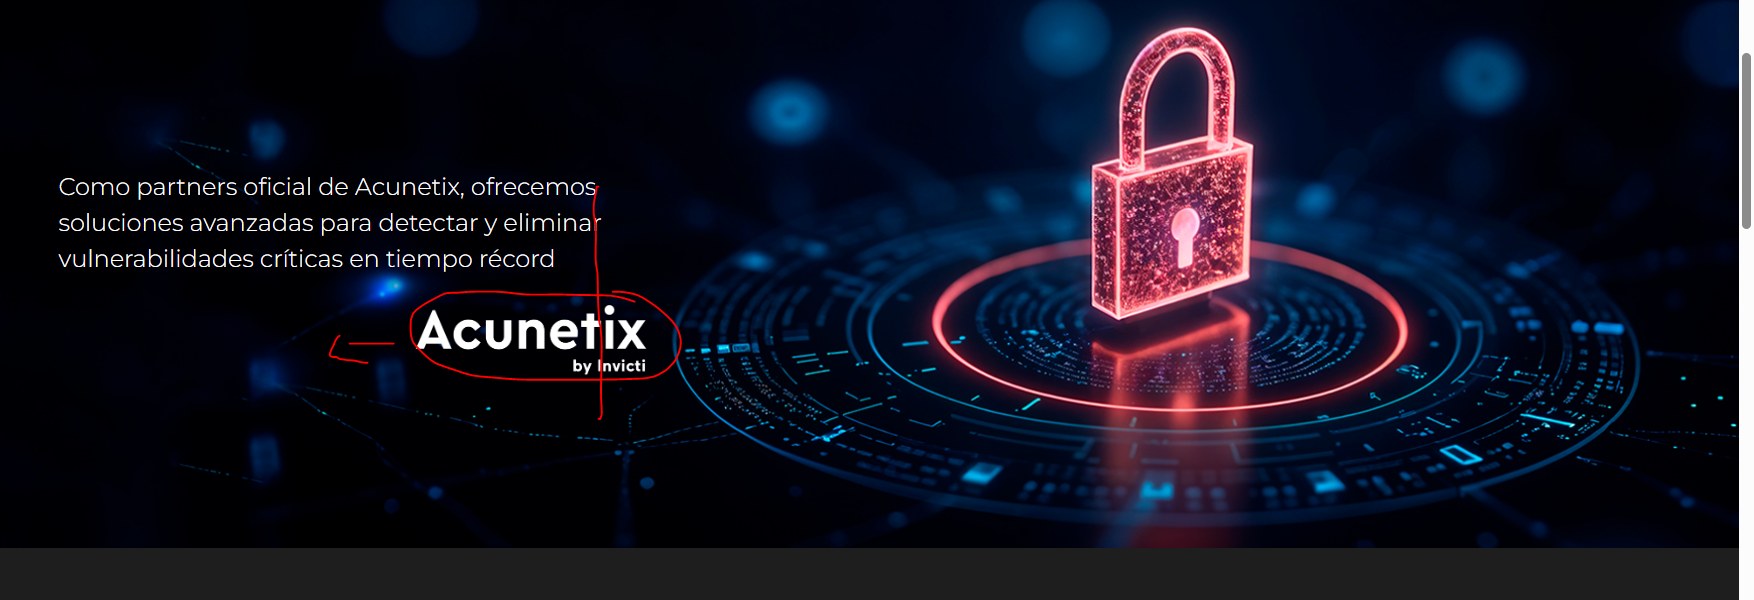 Como partners oficial de Acunetix, ofrecemos
soluciones avanzadas para detectar y eliminar
vulnerabilidades críticas en tiempo récord
Acunetix
by Invicti